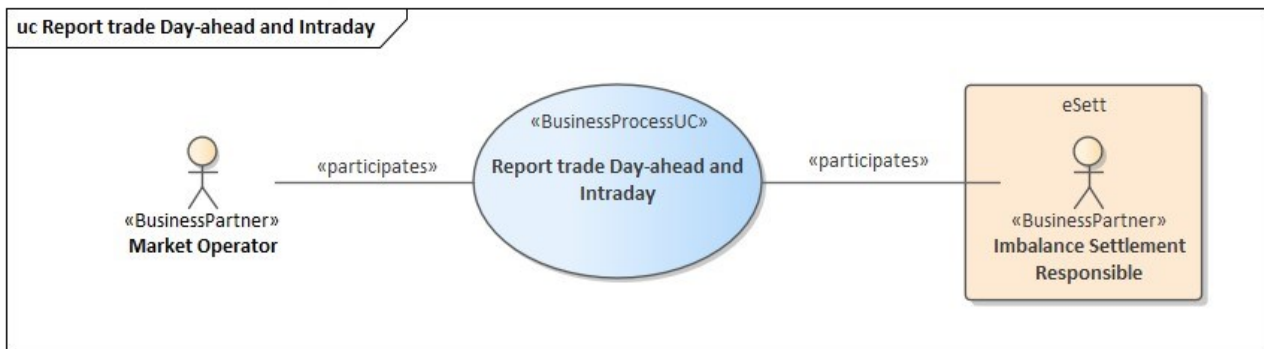 uc Report trade Day-ahead and Intraday
eSett
«BusinessProcessUC»
«participates»
Report trade Day-ahead and
Intraday
«participates»
«BusinessPartner»
Market Operator
«BusinessPartner»
Imbalance Settlement
Responsible